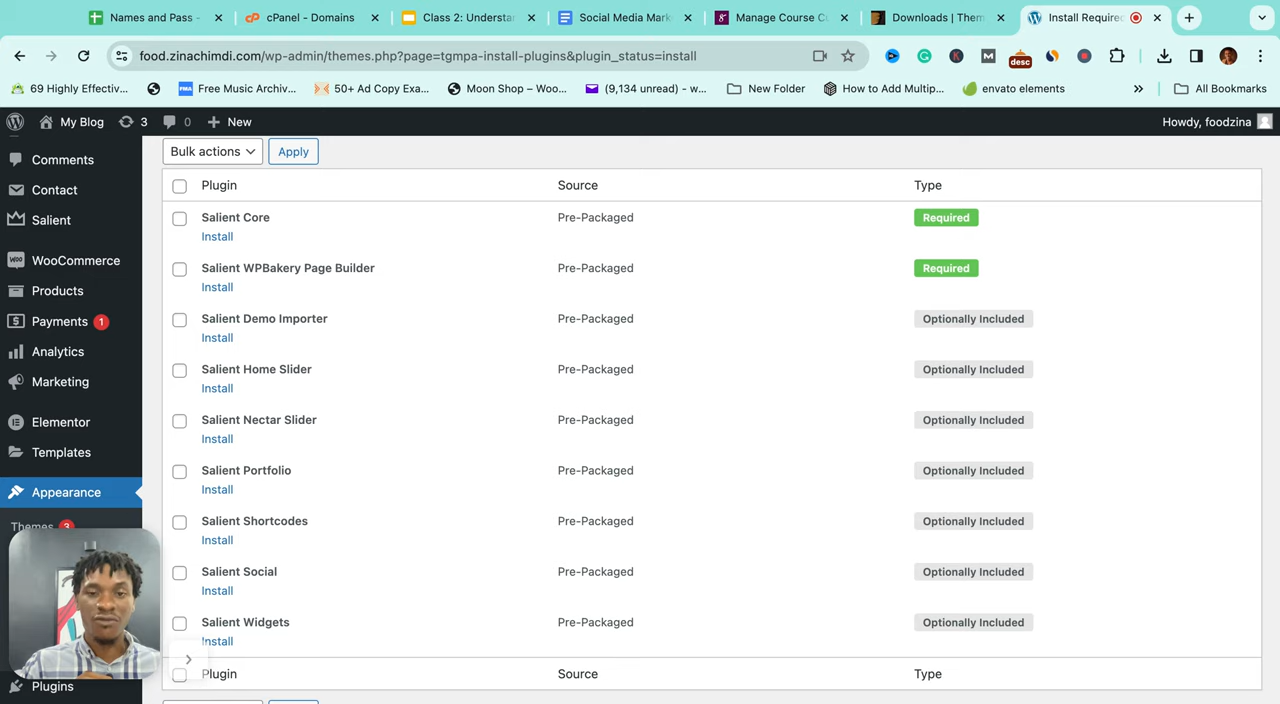 Names and Pass -
cPanel - Domains
Class 2: Understa
Social Media Mark
Manage Course Cu
Downloads | Them
Install Require
food.zinachimdi.com/wp-admin/themes.php?page=tgmpa-install-plugins&plugin_status=install
desc
69 Highly Effectiv...
FMA
Free Music Archiv...
50+ Ad Copy Exa...
Moon Shop – Woo...
(9,134 unread) - w...
New Folder
How to Add Multip...
envato elements
All Bookmarks
My Blog
3
0
New
Howdy, foodzina
Comments
Contact
Salient
WooCommerce
Products
Payments 1
Analytics
Marketing
Elementor
Templates
Appearance
Themes 3
Plugins
Bulk actions
Apply
Plugin Source Type
Salient Core Pre-Packaged Required
Install
Salient WPBakery Page Builder Pre-Packaged Required
Install
Salient Demo Importer Pre-Packaged Optionally Included
Install
Salient Home Slider Pre-Packaged Optionally Included
Install
Salient Nectar Slider Pre-Packaged Optionally Included
Install
Salient Portfolio Pre-Packaged Optionally Included
Install
Salient Shortcodes Pre-Packaged Optionally Included
Install
Salient Social Pre-Packaged Optionally Included
Install
Salient Widgets Pre-Packaged Optionally Included
Install
Plugin Source Type